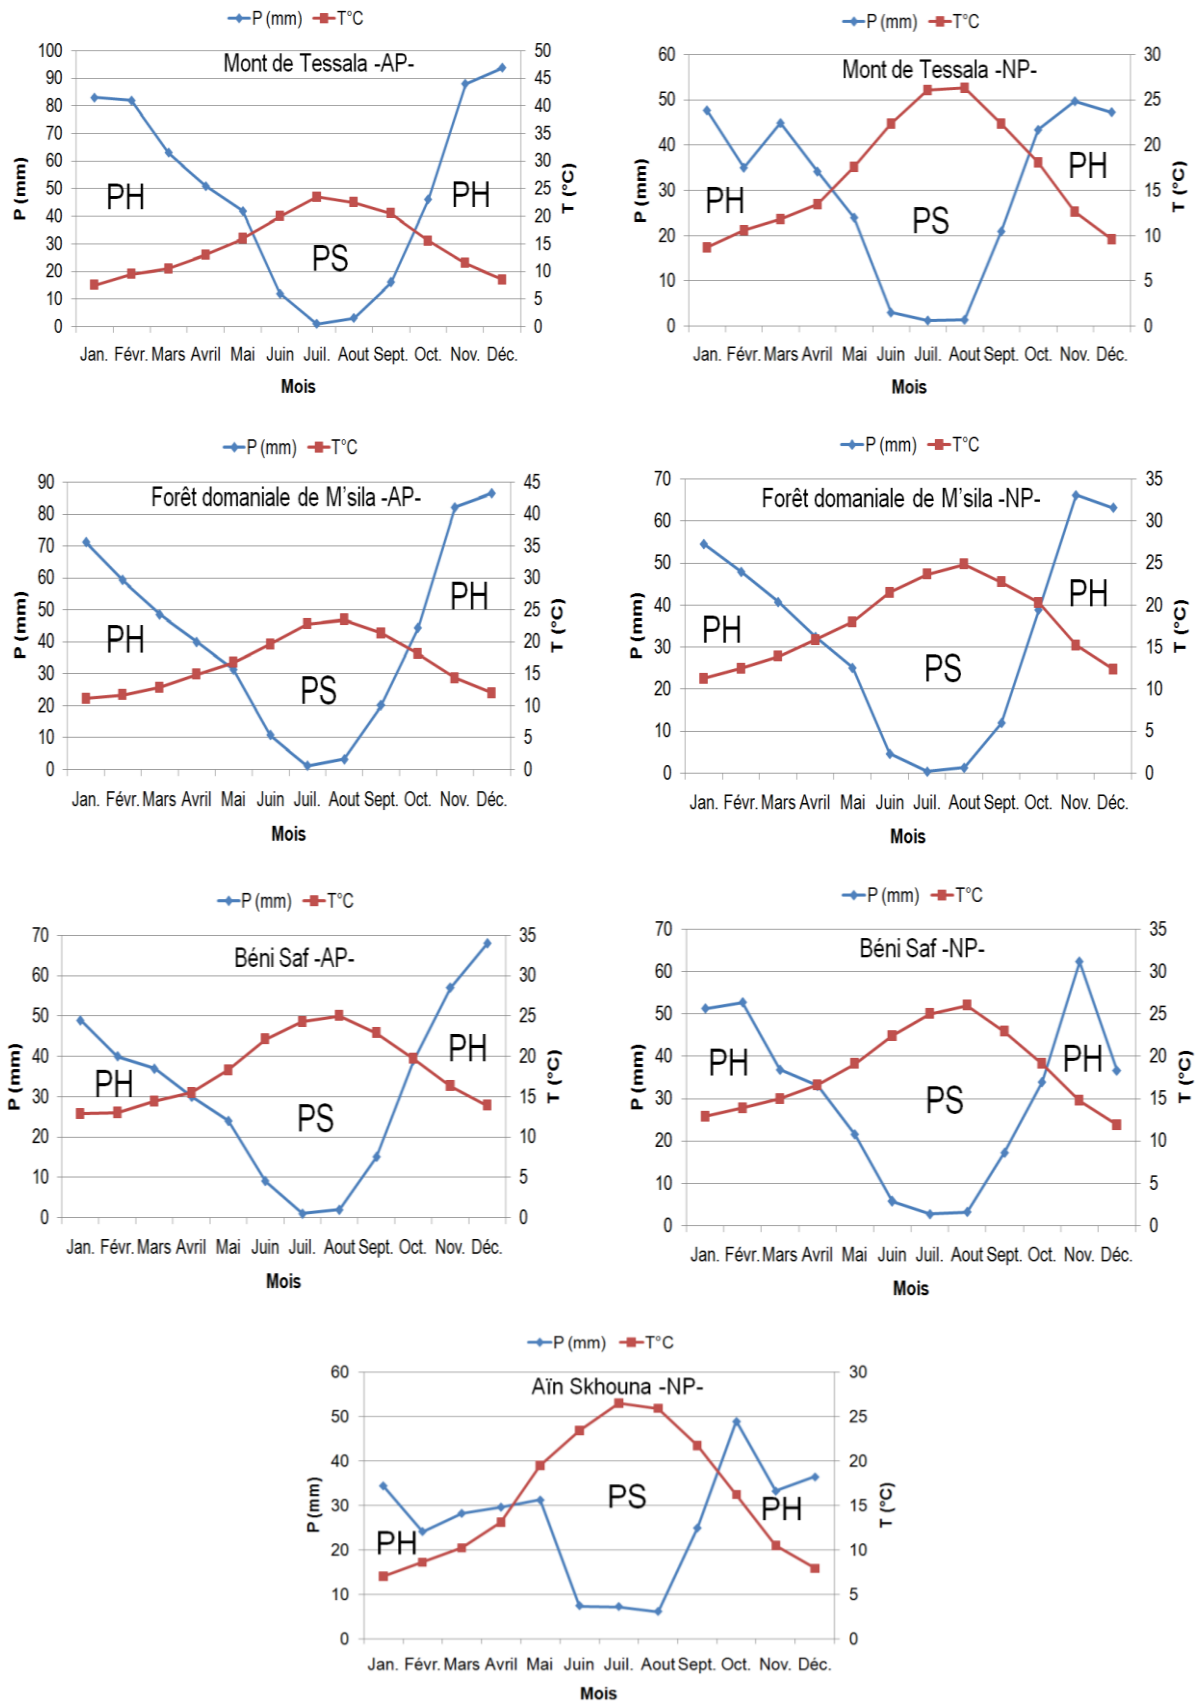 P (mm) T°C
Mont de Tessala -AP-
100 90 80 70 60 50 40 30 20 10 0
P (mm)
PH PS PH
50 45 40 35 30 25 20 15 10 5 0
T (°C)
Jan. Févr. Mars Avril Mai Juin Juil. Aout Sept. Oct. Nov. Déc.
Mois
P (mm) T°C
Mont de Tessala -NP-
60 50 40 30 20 10 0
P (mm)
PH PS PH
30 25 20 15 10 5 0
T (°C)
Jan. Févr. Mars Avril Mai Juin Juil. Aout Sept. Oct. Nov. Déc.
Mois
P (mm) T°C
Forêt domaniale de M'sila -AP-
90 80 70 60 50 40 30 20 10 0
P (mm)
PH PS PH
45 40 35 30 25 20 15 10 5 0
T (°C)
Jan. Févr. Mars Avril Mai Juin Juil. Aout Sept. Oct. Nov. Déc.
Mois
P (mm) T°C
Forêt domaniale de M'sila -NP-
70 60 50 40 30 20 10 0
P (mm)
PH PS PH
35 30 25 20 15 10 5 0
T (°C)
Jan. Févr. Mars Avril Mai Juin Juil. Aout Sept. Oct. Nov. Déc.
Mois
P (mm) T°C
Béni Saf -AP-
70 60 50 40 30 20 10 0
P (mm)
PH PS PH
35 30 25 20 15 10 5 0
T (°C)
Jan. Févr. Mars Avril Mai Juin Juil. Aout Sept. Oct. Nov. Déc.
Mois
P (mm) T°C
Béni Saf -NP-
70 60 50 40 30 20 10 0
P (mm)
PH PS PH
35 30 25 20 15 10 5 0
T (°C)
Jan. Févr. Mars Avril Mai Juin Juil. Aout Sept. Oct. Nov. Déc.
Mois
P (mm) T°C
Aïn Skhouna -NP-
60 50 40 30 20 10 0
P (mm)
PH PS PH
30 25 20 15 10 5 0
T (°C)
Jan. Févr. Mars Avril Mai Juin Juil. Aout Sept. Oct. Nov. Déc.
Mois